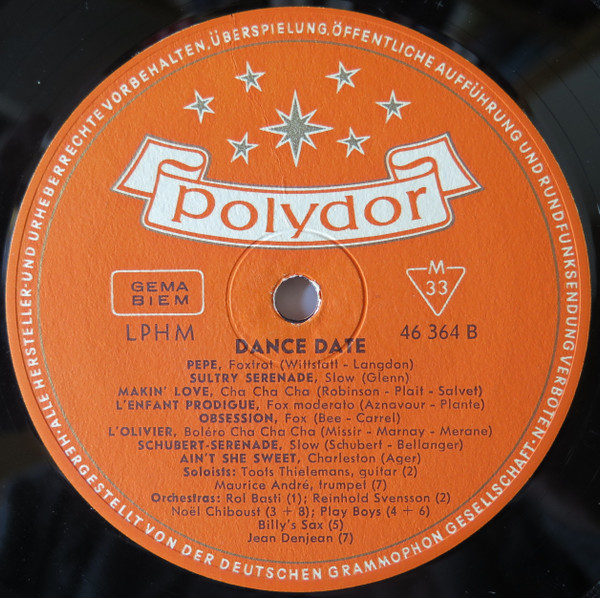 ALLE HERSTELLER- UND URHEBERRECHTE VORBEHALTEN, ÜBERSPIELUNG, ÖFFENTLICHE AUFFÜHRUNG UND RUNDFUNKSENDUNG VERBOTEN.
polydor
GEMA
BIEM
M
33
LPHM
46 364 B
DANCE DATE
PEPE, Foxtrat (Wittstatt - Langdon)
SULTRY SERENADE, Slow (Glenn)
MAKIN' LOVE, Cha Cha Cha (Robinson - Plait - Salvet)
L'ENFANT PRODIGUE, Fox moderato (Aznavour - Plante)
OBSESSION, Fox (Bee - Carrel)
L'OLIVIER, Boléro Cha Cha Cha (Missir - Marnay - Merane)
SCHUBERT-SERENADE, Slow (Schubert - Bellanger)
AIN'T SHE SWEET, Charleston (Ager)
Soloists: Toots Thielemans, guitar (2)
Maurice André, trumpet (7)
Orchestras: Rol Basti (1); Reinhold Svensson (2)
Noël Chiboust (3 + 8); Play Boys (4 + 6)
Billy's Sax (5)
Jean Denjean (7)
HERGESTELLT VON DER DEUTSCHEN GRAMMOPHON GESELLSCHAFT